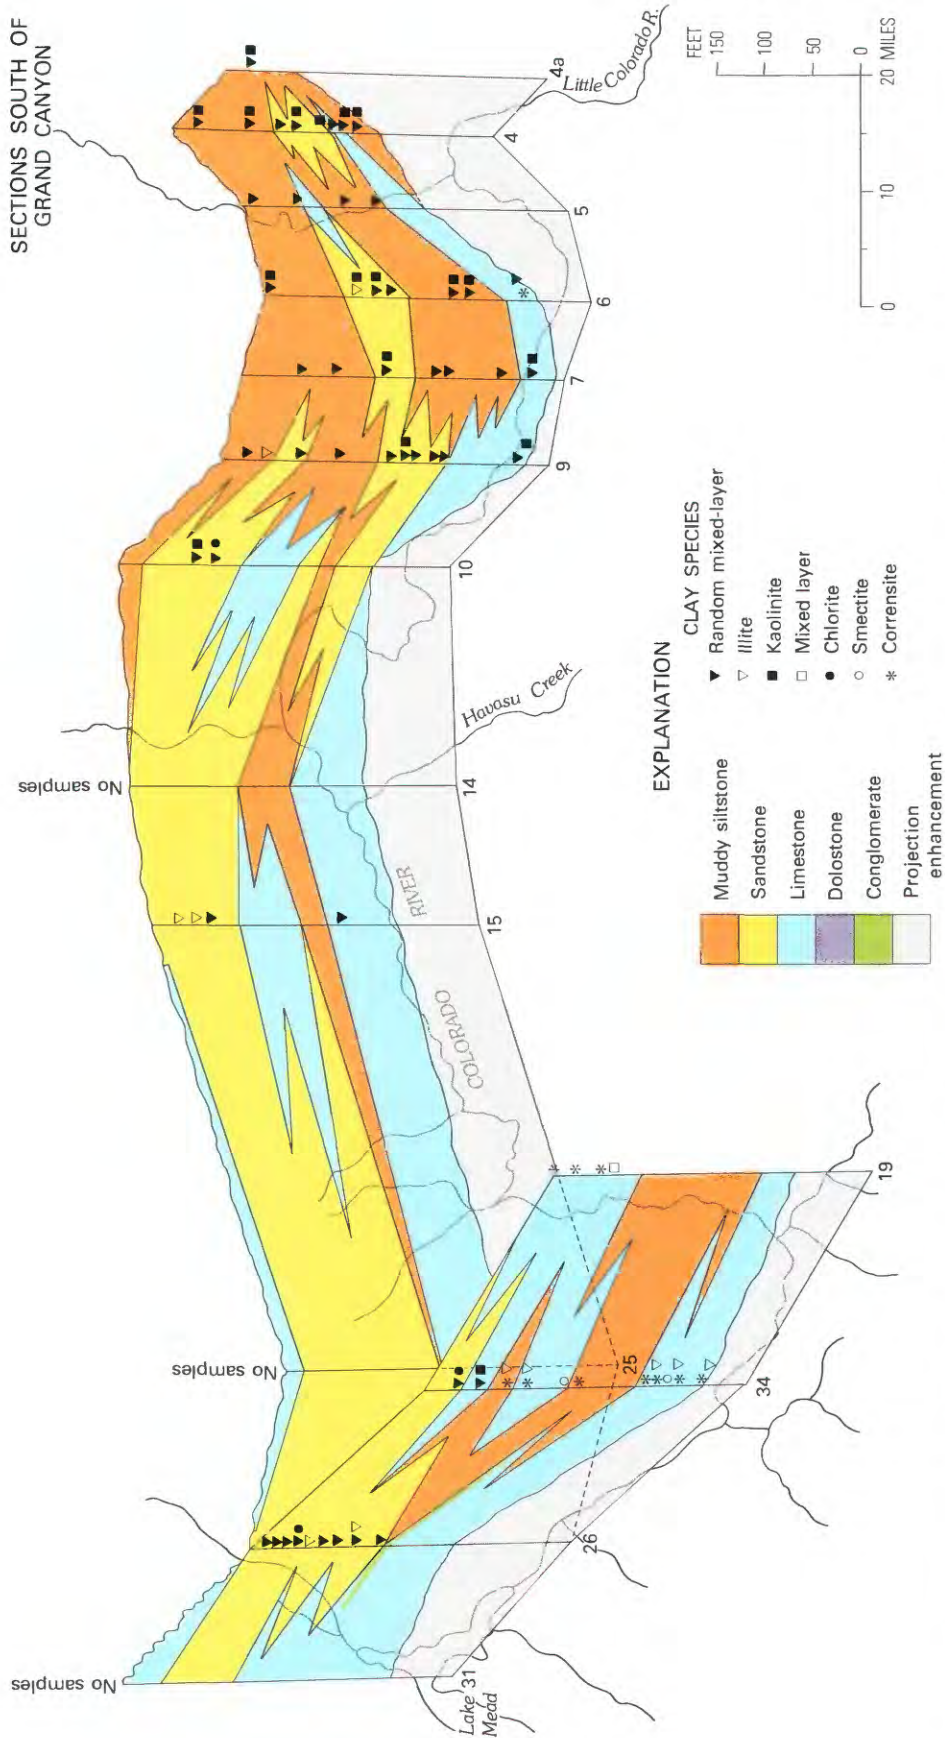 SECTIONS SOUTH OF
GRAND CANYON
No samples
No samples
No samples
31
26
25
34
19
15
14
10
9
7
6
5
4
4a
Lake
Mead
COLORADO
RIVER
Havasu Creek
Little Colorado R.
EXPLANATION
Muddy siltstone
Sandstone
Limestone
Dolostone
Conglomerate
Projection
enhancement
CLAY SPECIES
▼ Random mixed-layer
▽ Illite
■ Kaolinite
□ Mixed layer
● Chlorite
○ Smectite
* Corrensite
FEET
150
100
50
0
0
10
20 MILES